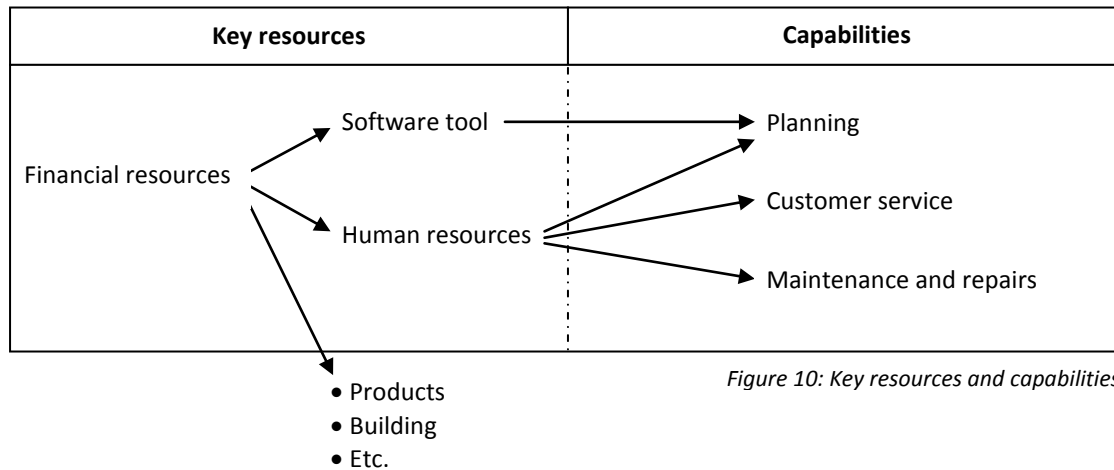 Key resources
Capabilities
Software tool
Planning
Financial resources
Customer service
Human resources
Maintenance and repairs
Figure 10: Key resources and capabilities
• Products
• Building
• Etc.